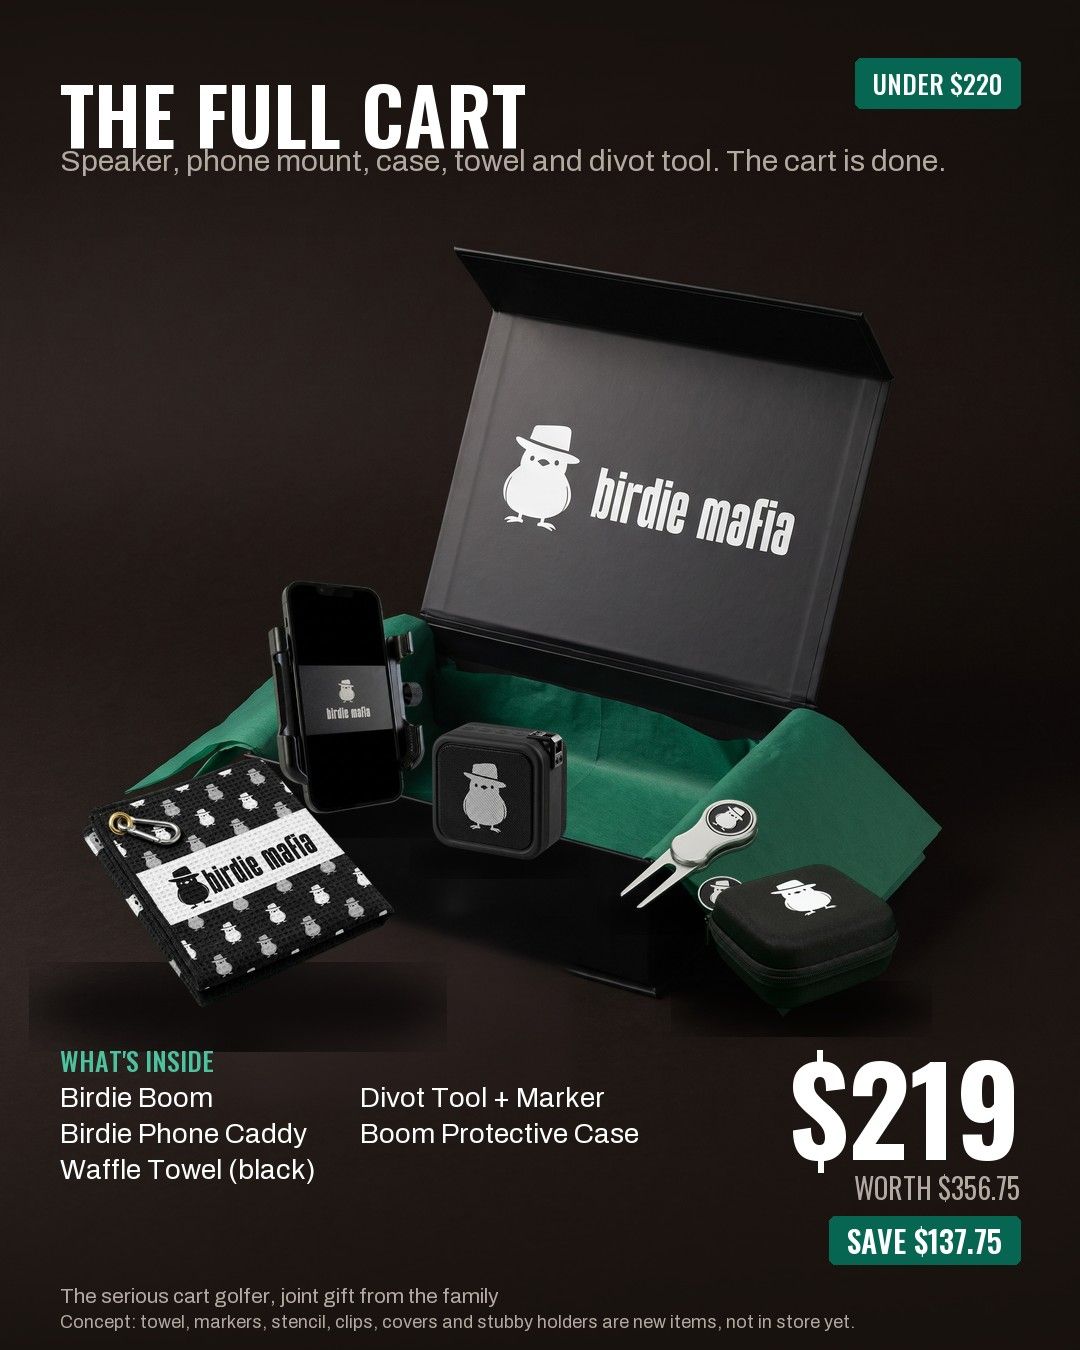 THE FULL CART
UNDER $220
Speaker, phone mount, case, towel and divot tool. The cart is done.
birdie mafia
birdie mafia
birdie mafia
WHAT'S INSIDE
Birdie Boom
Birdie Phone Caddy
Waffle Towel (black)
Divot Tool + Marker
Boom Protective Case
$219
WORTH $356.75
SAVE $137.75
The serious cart golfer, joint gift from the family
Concept: towel, markers, stencil, clips, covers and stubby holders are new items, not in store yet.